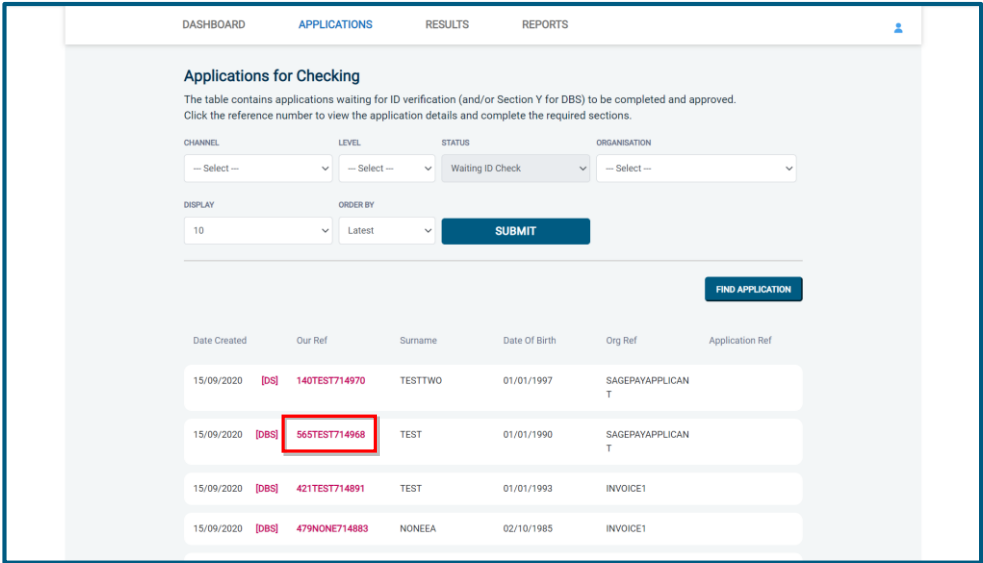 DASHBOARD APPLICATIONS RESULTS REPORTS
Applications for Checking
The table contains applications waiting for ID verification (and/or Section Y for DBS) to be completed and approved.
Click the reference number to view the application details and complete the required sections.
CHANNEL LEVEL STATUS ORGANISATION
--- Select --- --- Select --- Waiting ID Check --- Select ---
DISPLAY ORDER BY
10 Latest SUBMIT
FIND APPLICATION
Date Created Our Ref Surname Date Of Birth Org Ref Application Ref
15/09/2020 [DS] 140TEST714970 TESTTWO 01/01/1997 SAGEPAYAPPLICAN
T
15/09/2020 [DBS] 565TEST714968 TEST 01/01/1990 SAGEPAYAPPLICAN
T
15/09/2020 [DBS] 421TEST714891 TEST 01/01/1993 INVOICE1
15/09/2020 [DBS] 479NONE714883 NONEEA 02/10/1985 INVOICE1